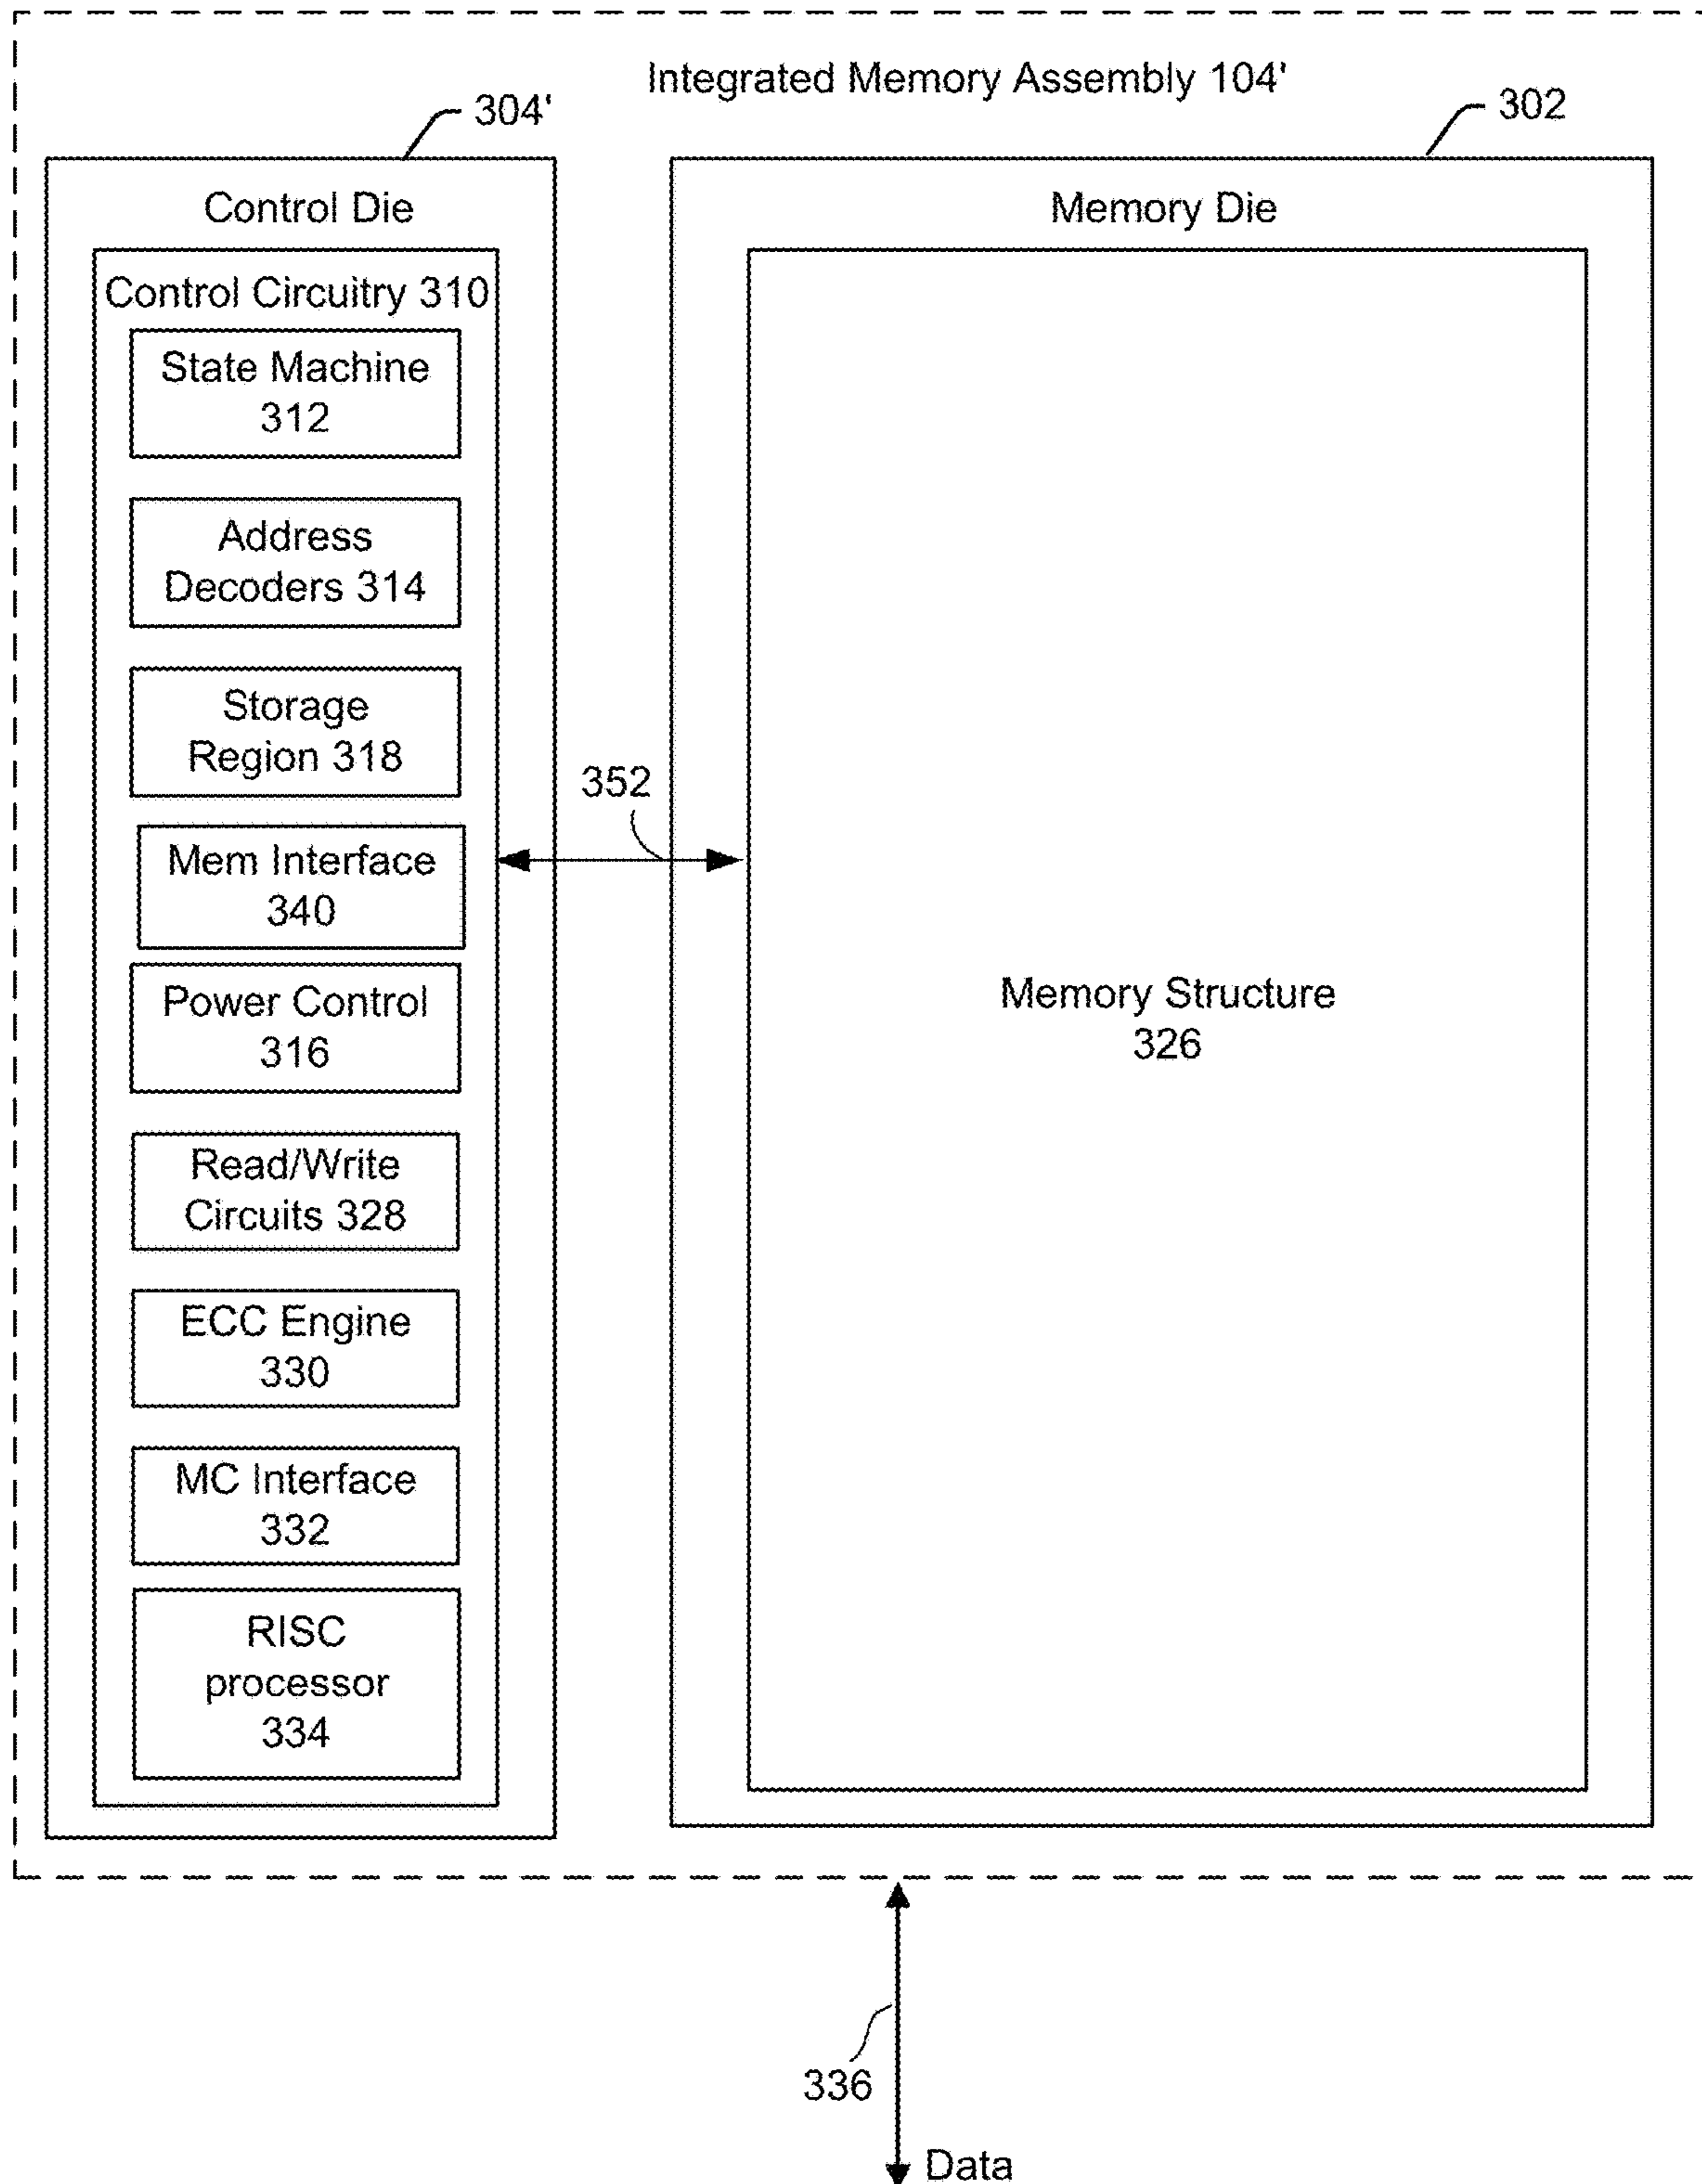 Integrated Memory Assembly 104'
304'
302
Control Die
Memory Die
Control Circuitry 310
State Machine
312
Address
Decoders 314
Storage
Region 318
352
Mem Interface
340
Power Control
316
Memory Structure
326
Read/Write
Circuits 328
ECC Engine
330
MC Interface
332
RISC
processor
334
336
Data